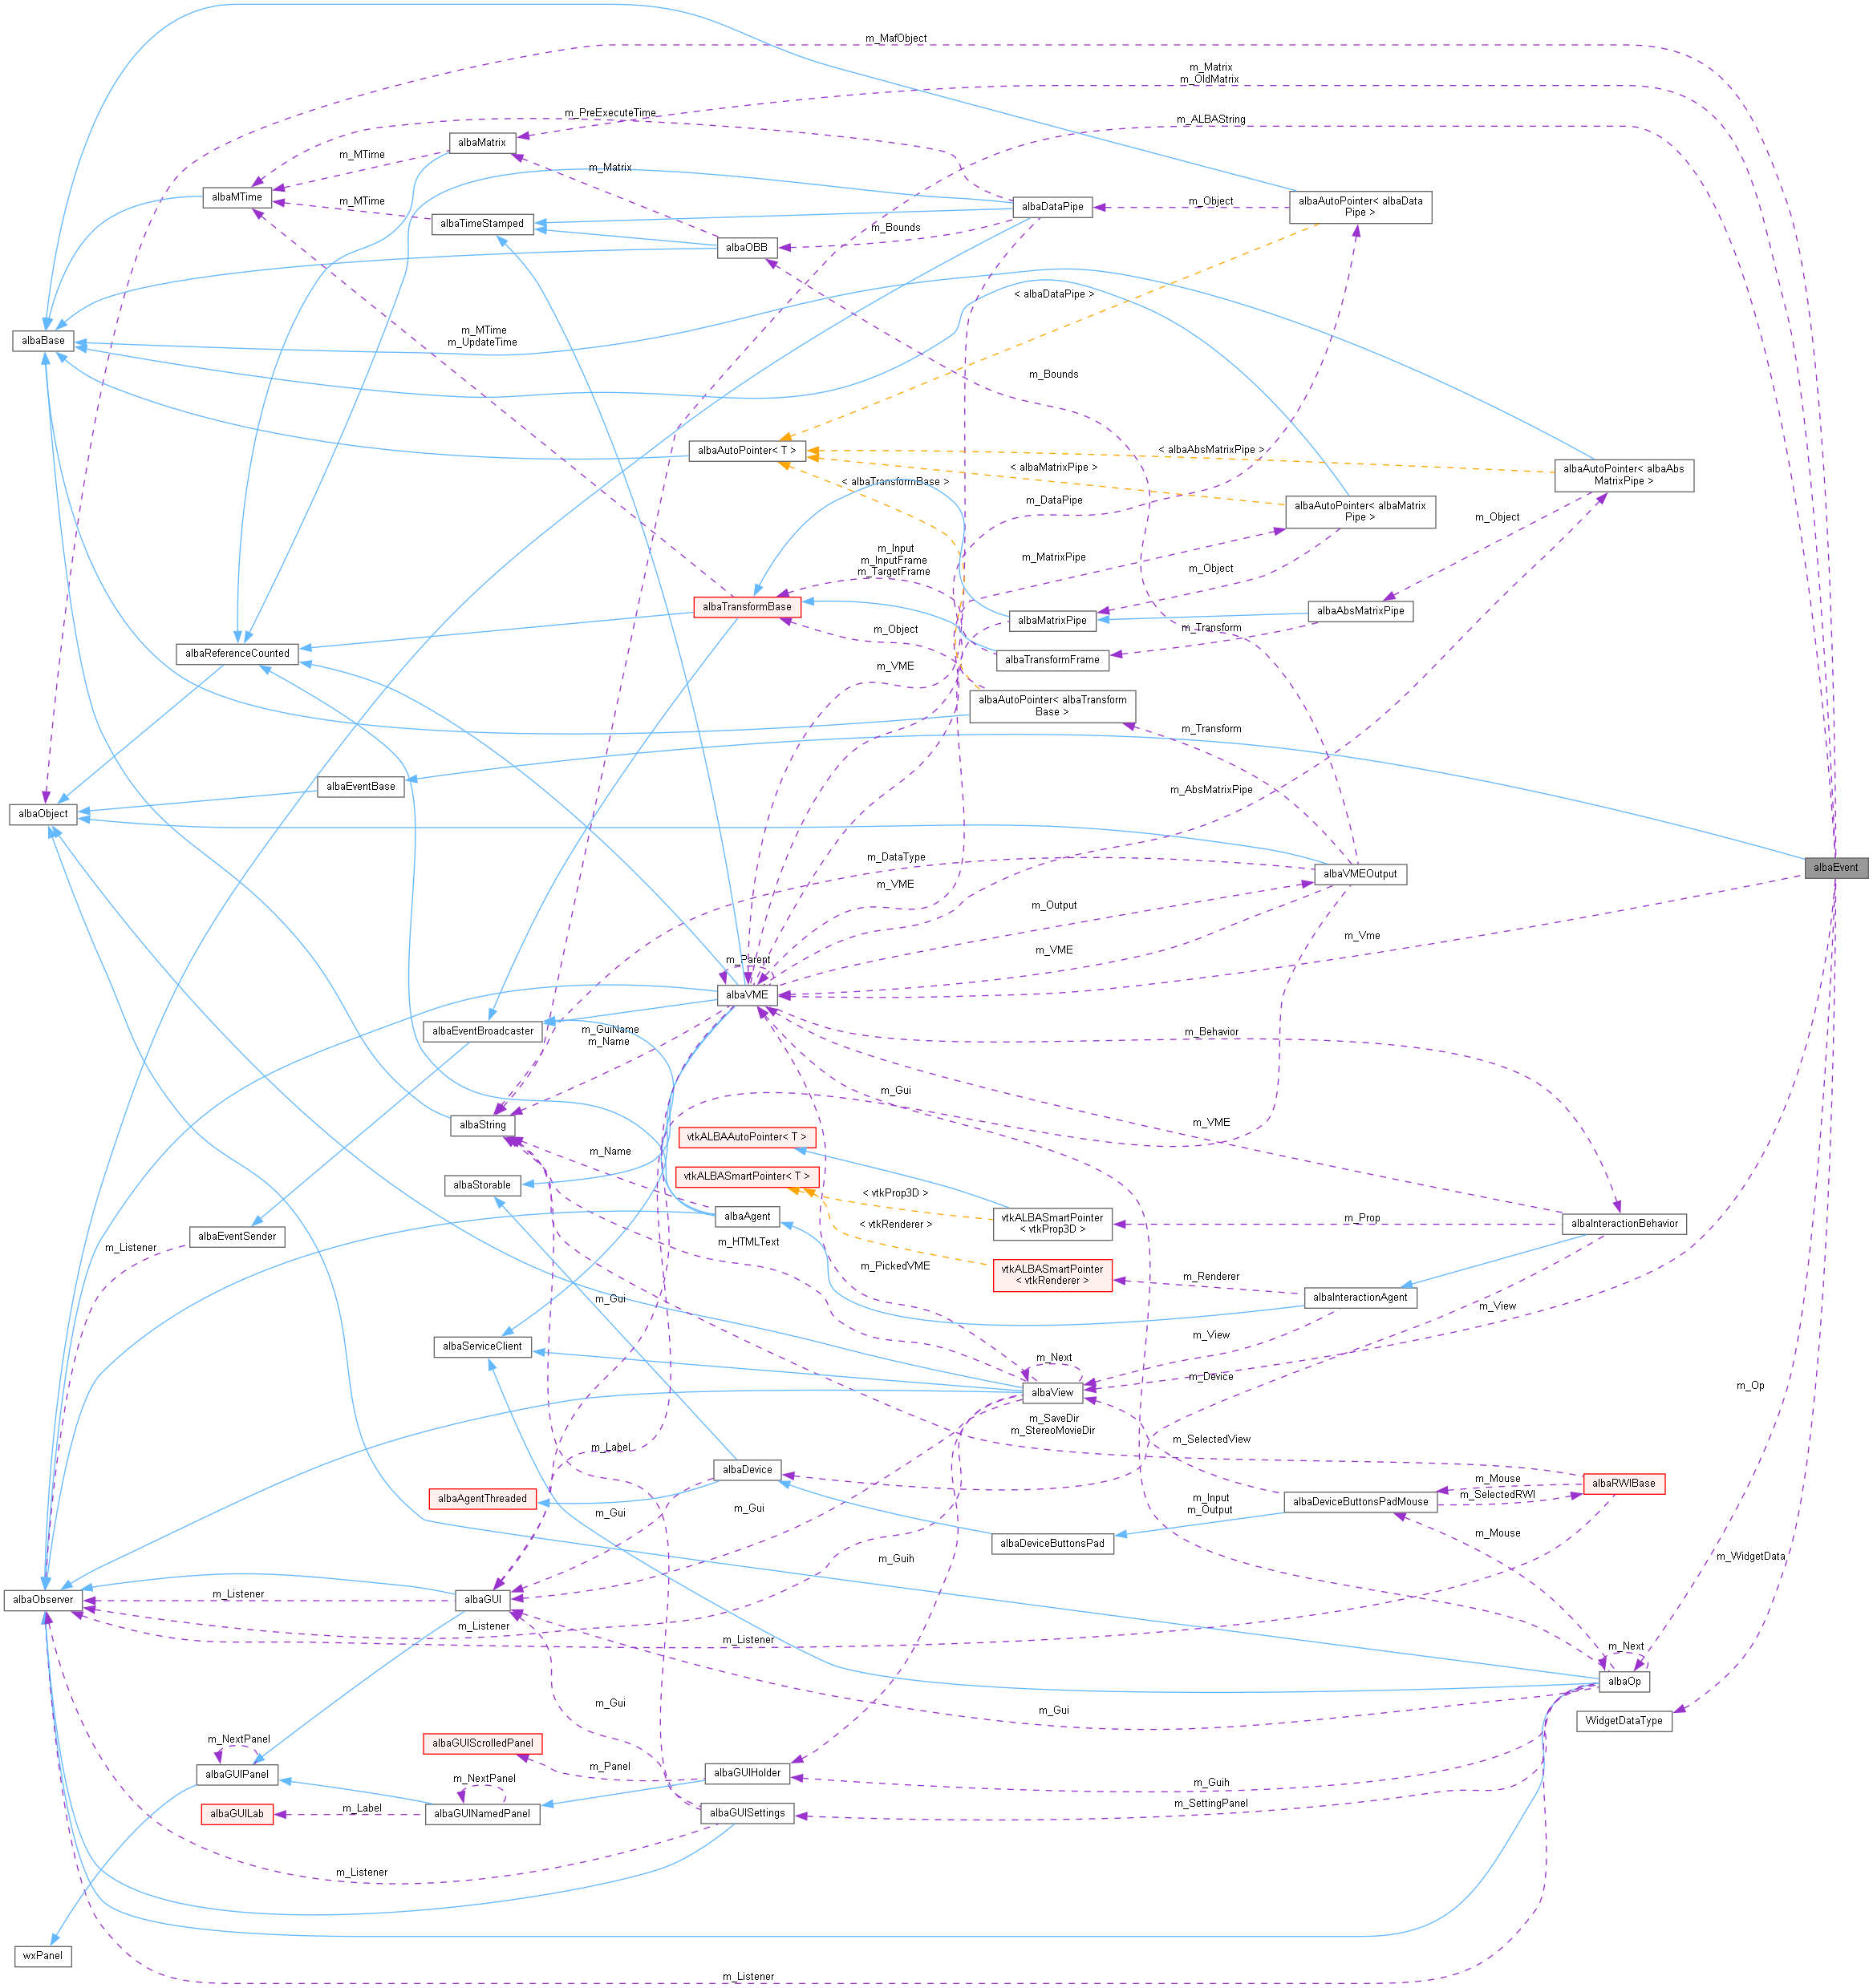 m_MafObject
m_Matrix
m_OldMatrix
m_PreExecuteTime
m_ALBAString
albaMatrix
m_MTime
m_Matrix
albaMTime
m_MTime
albaDataPipe
m_Object
albaAutoPointer< albaData
Pipe >
albaTimeStamped
m_Bounds
albaOBB
< albaDataPipe >
albaBase
m_MTime
m_UpdateTime
m_Bounds
albaAutoPointer< T >
< albaAbsMatrixPipe >
< albaMatrixPipe >
albaAutoPointer< albaAbs
MatrixPipe >
< albaTransformBase >
m_DataPipe
albaAutoPointer< albaMatrix
Pipe >
m_Object
m_Input
m_InputFrame
m_TargetFrame
m_MatrixPipe
m_Object
albaTransformBase
albaMatrixPipe
albaAbsMatrixPipe
m_Object
m_Transform
albaReferenceCounted
albaTransformFrame
m_VME
albaAutoPointer< albaTransform
Base >
m_Transform
albaEventBase
m_AbsMatrixPipe
albaObject
m_DataType
albaEvent
albaVMEOutput
m_VME
m_Output
m_Vme
m_VME
m_Parent
albaVME
albaEventBroadcaster
m_GuiName
m_Name
m_Behavior
m_Gui
albaString
m_VME
vtkALBAAutoPointer< T >
m_Name
vtkALBASmartPointer< T >
albaStorable
< vtkProp3D >
albaAgent
vtkALBASmartPointer
< vtkProp3D >
m_Prop
albaInteractionBehavior
< vtkRenderer >
albaEventSender
m_Listener
m_HTMLText
m_PickedVME
vtkALBASmartPointer
< vtkRenderer >
m_Renderer
albaInteractionAgent
m_Gui
m_View
m_View
albaServiceClient
m_Next
m_Device
m_Op
albaView
m_SaveDir
m_StereoMovieDir
m_SelectedView
m_Label
albaDevice
m_Mouse
albaRWIBase
albaAgentThreaded
m_SelectedRWI
albaDeviceButtonsPadMouse
m_Gui
m_Gui
m_Input
m_Output
m_Mouse
albaDeviceButtonsPad
m_Guih
m_WidgetData
m_Listener
albaObserver
albaGUI
m_Listener
m_Listener
m_Next
albaOp
m_Gui
m_Gui
WidgetDataType
m_NextPanel
albaGUIScrolledPanel
albaGUIPanel
m_Panel
albaGUIHolder
m_NextPanel
m_Guih
m_SettingPanel
albaGUILab
m_Label
albaGUINamedPanel
albaGUISettings
m_Listener
wxPanel
m_Listener